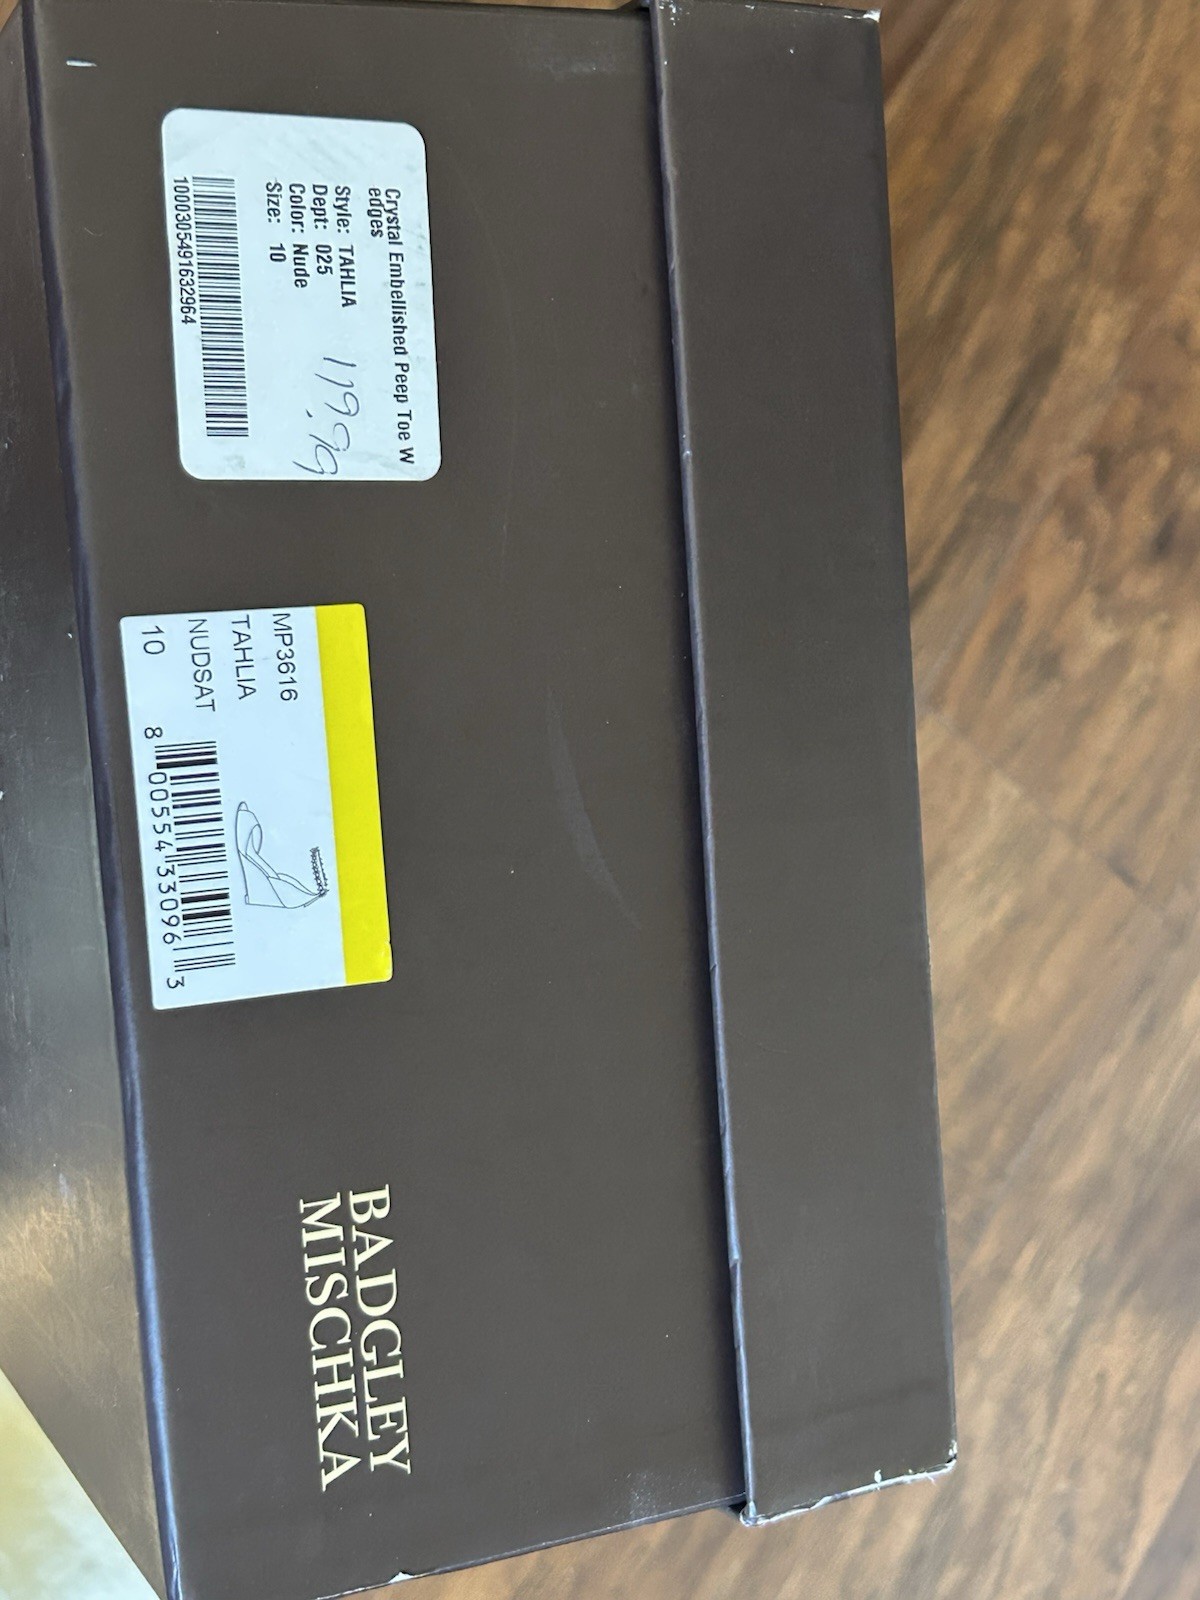 Crystal Embellished Peep Toe W
edges
Style: TAHLIA
Dept: 025
Color: Nude
Size: 10
119.99
1000305491632964
MP3616
TAHLIA
NUDSAT
10
8 00554 33096 3
BADGLEY
MISCHKA